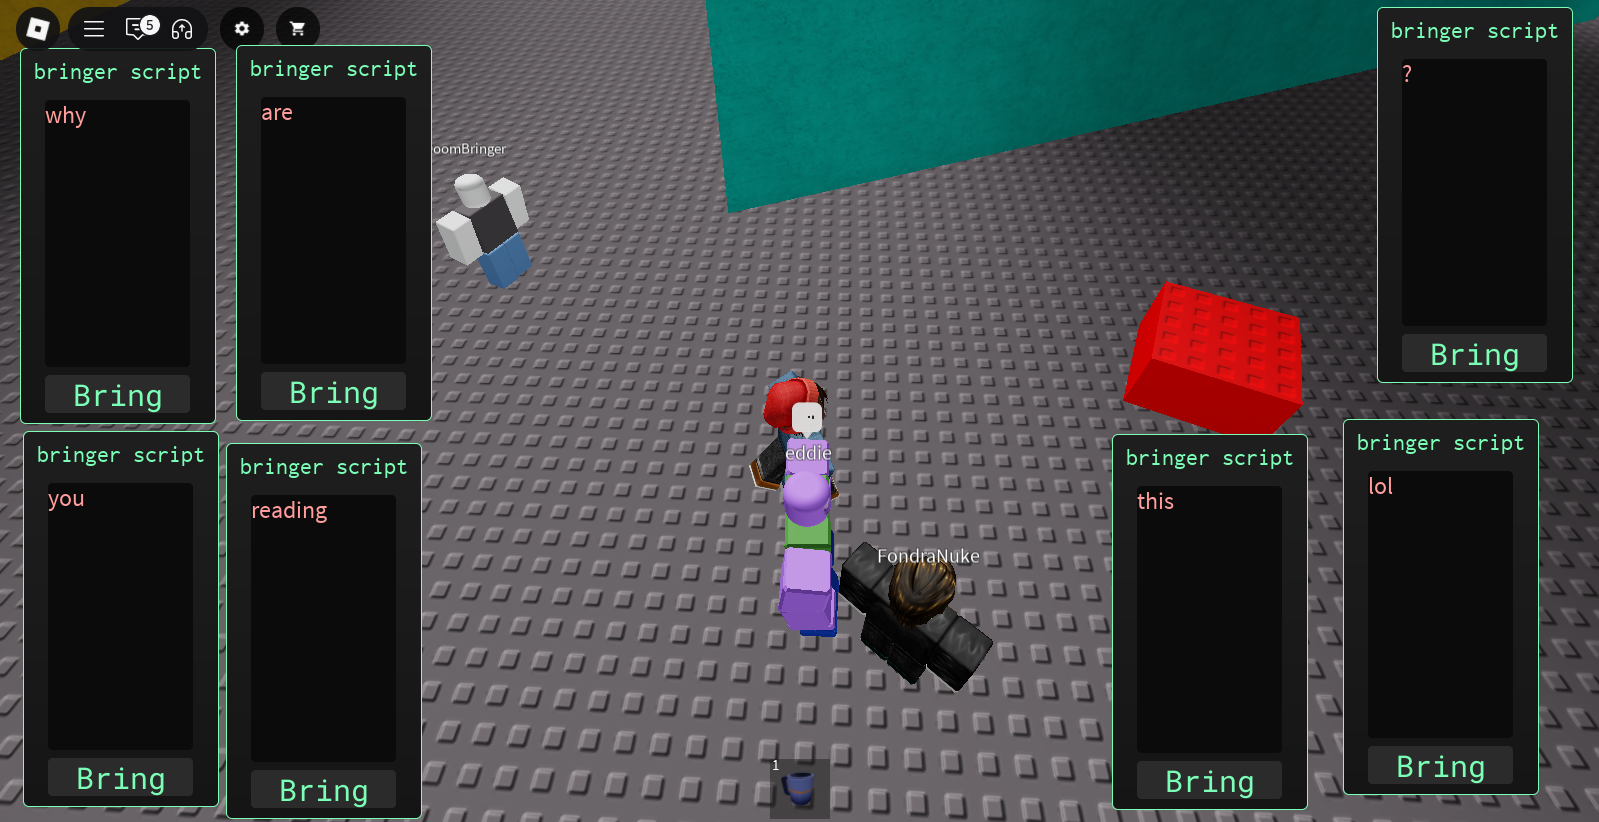 5
bringer script
why
Bring
bringer script
are
Bring
oomBringer
bringer script
?
Bring
bringer script
you
Bring
bringer script
reading
Bring
eddie
FondraNuke
bringer script
this
Bring
bringer script
lol
Bring
1